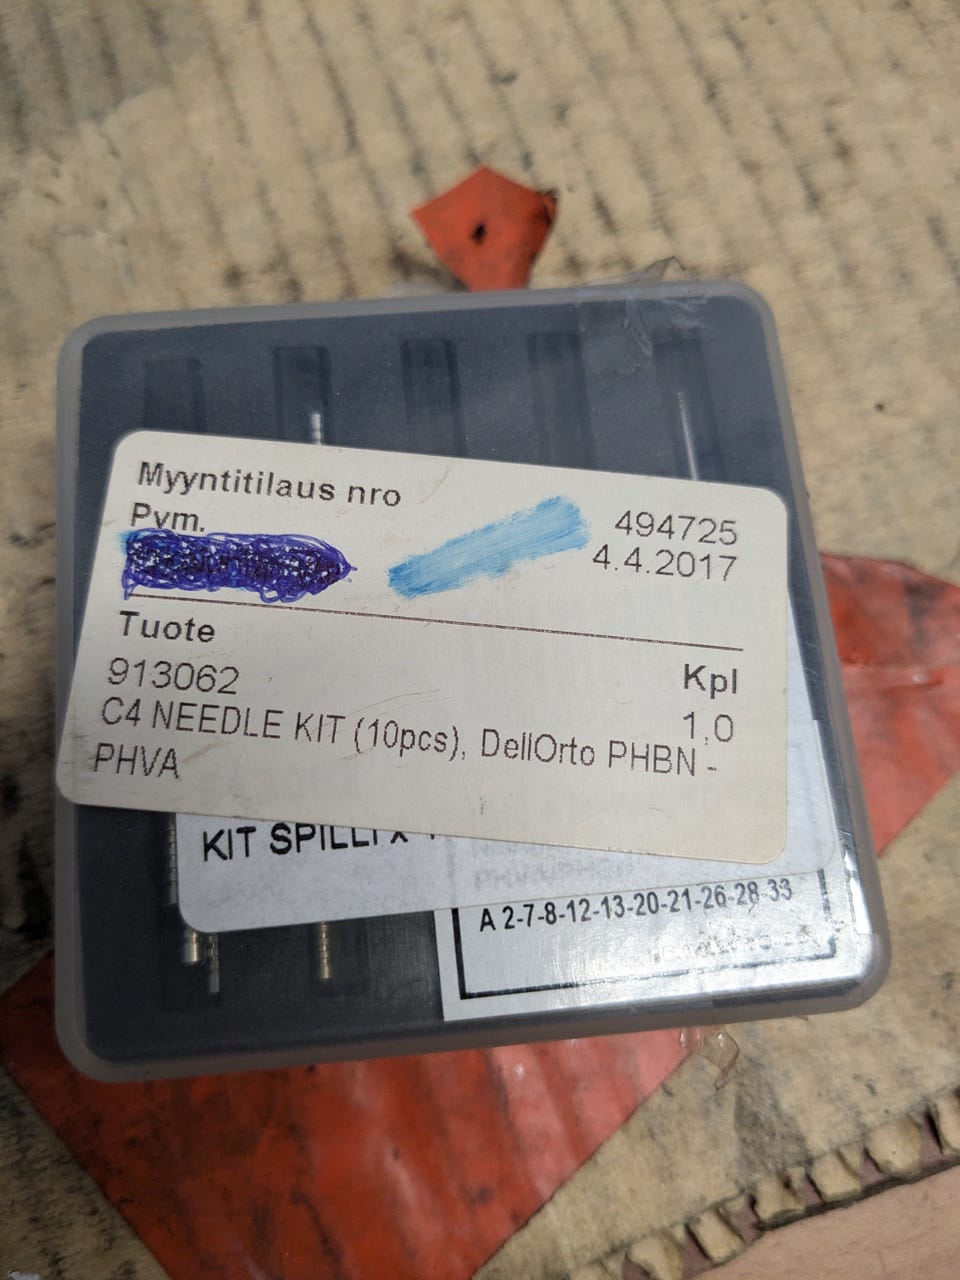 Myyntitilaus nro 494725
Pvm. 4.4.2017
Tuote Kpl
913062 1,0
C4 NEEDLE KIT (10pcs), DellOrto PHBN -
PHVA
KIT SPILLI x
A 2-7-8-12-13-20-21-26-28-33